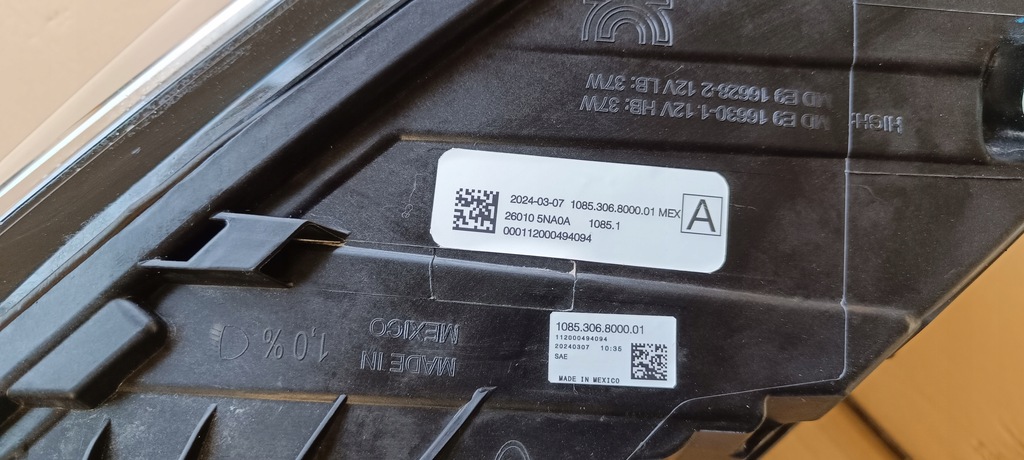 HIGH:
MD E9 16630-1 12V HB: 37W
MD E9 16628-2 12V LB: 37W
2024-03-07 1085.306.8000.01 MEX
A
26010 5NA0A 1085.1
000112000494094
1085.306.8000.01
112000494094
20240307 10:35
SAE
MADE IN MEXICO
MADE IN
MEXICO
1,0%